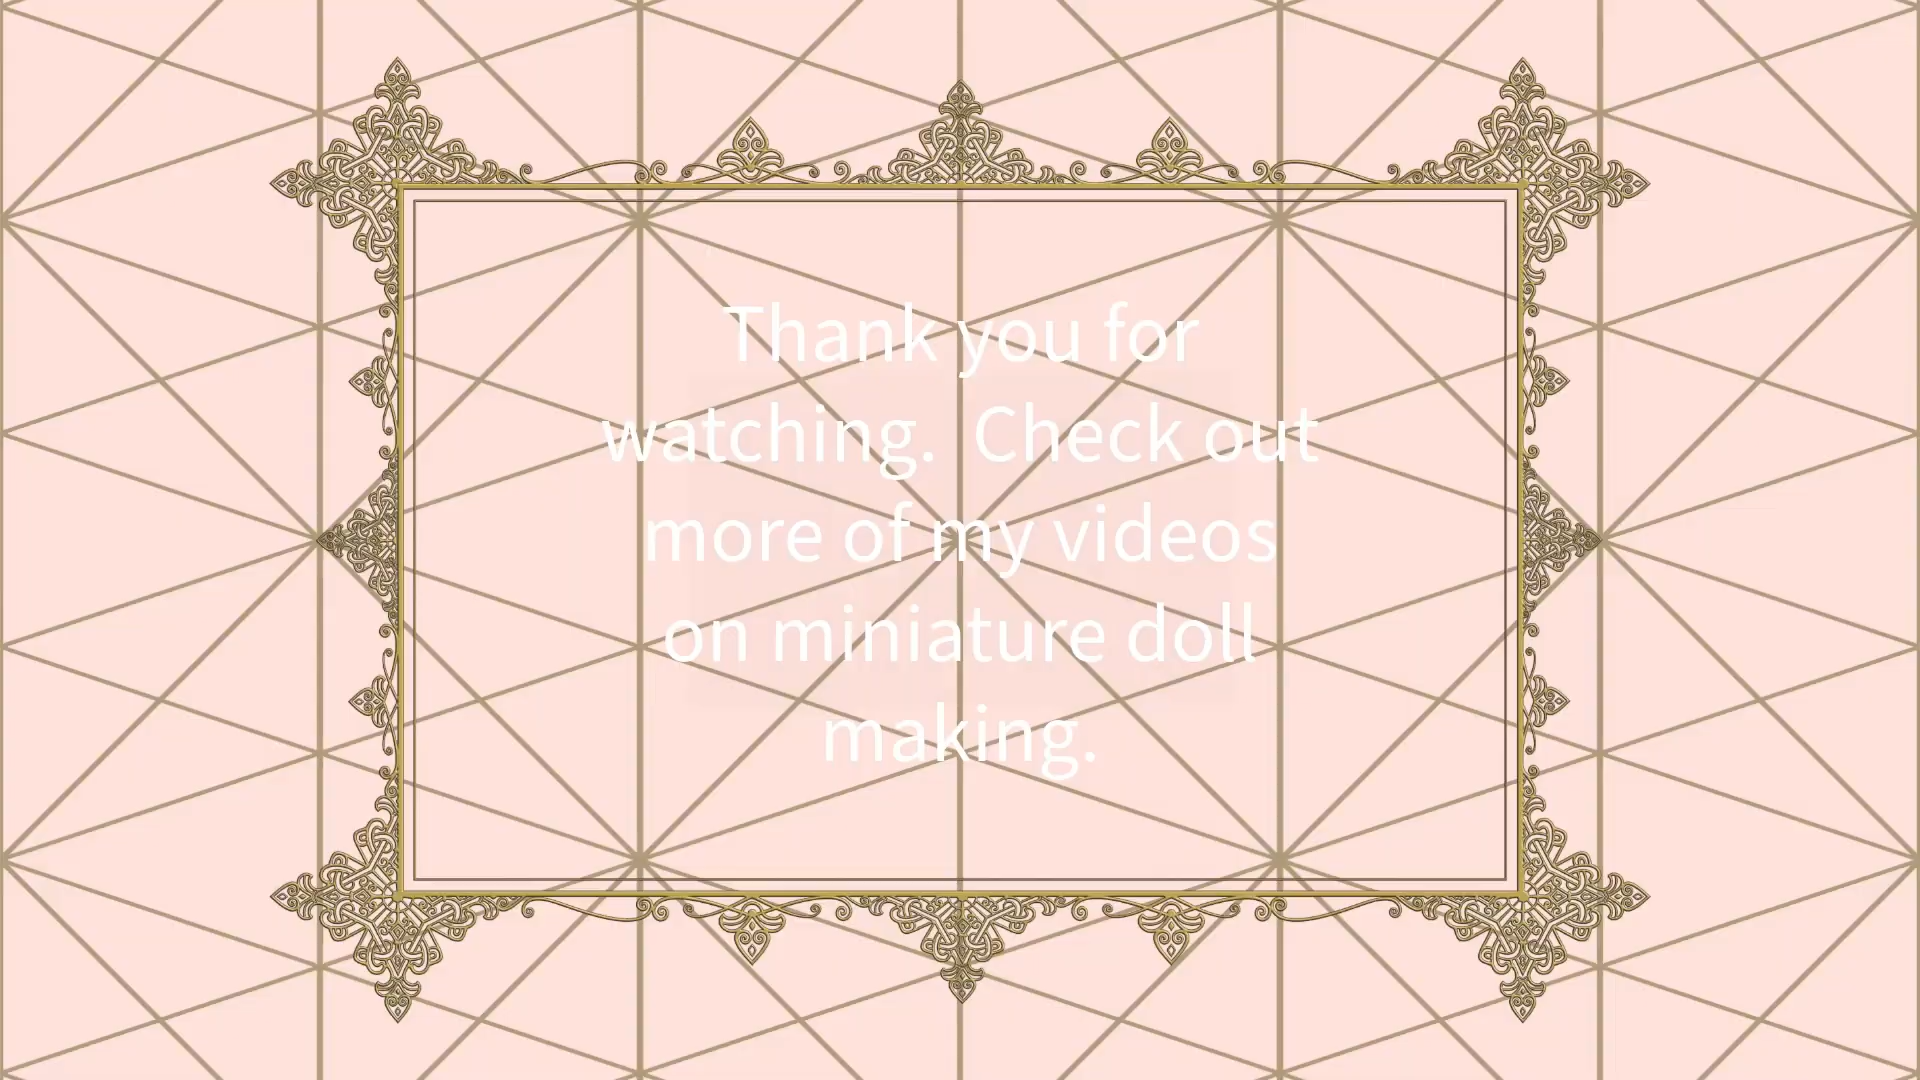 Thank you for
watching.  Check out
more of my videos
on miniature doll
making.